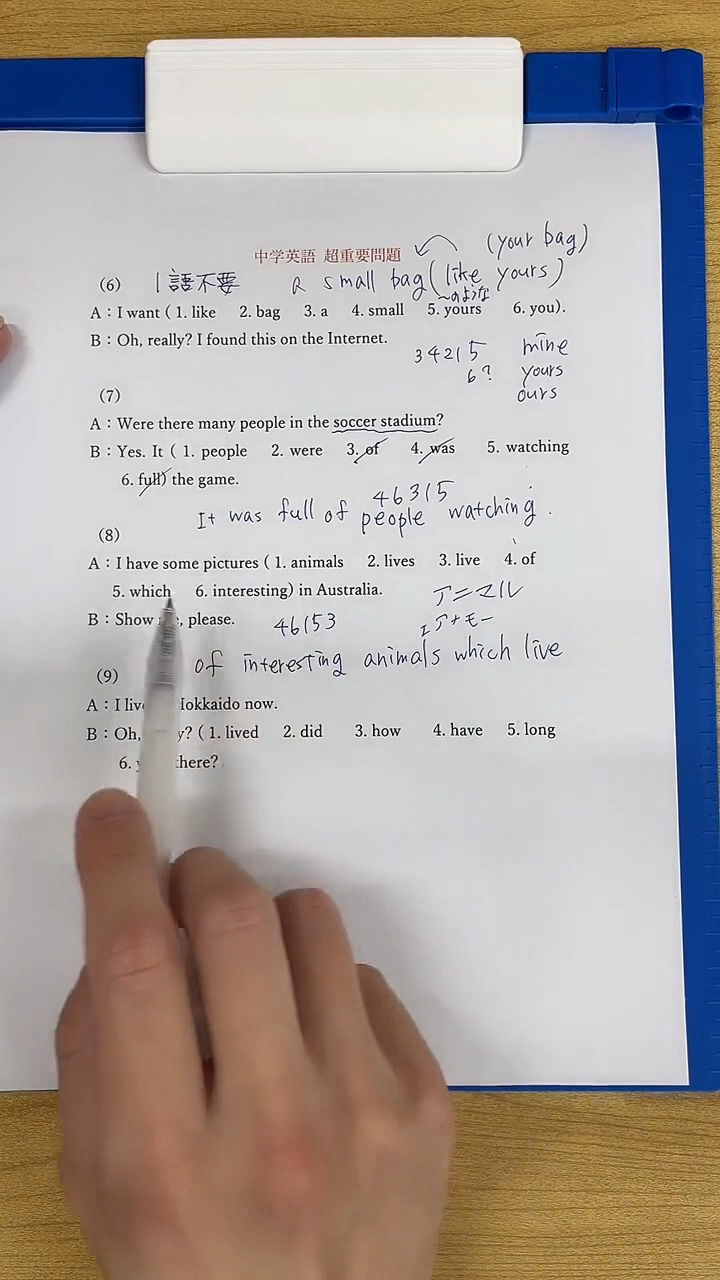 中学英語 超重要問題
(your bag)
(6) 1語不要 a small bag (like yours)
〜のような
A : I want ( 1. like 2. bag 3. a 4. small 5. yours 6. you).
B : Oh, really? I found this on the Internet.
34215 mine
6? yours
ours
(7)
A : Were there many people in the soccer stadium?
B : Yes. It ( 1. people 2. were 3. of 4. was 5. watching
6. full) the game.
46315
It was full of people watching.
(8)
A : I have some pictures ( 1. animals 2. lives 3. live 4. of
5. which 6. interesting) in Australia.
アニマル
B : Show , please. 46153
エアナモー
of interesting animals which live
(9)
A : I Hokkaido now.
B : Oh, ( 1. lived 2. did 3. how 4. have 5. long
6. there?